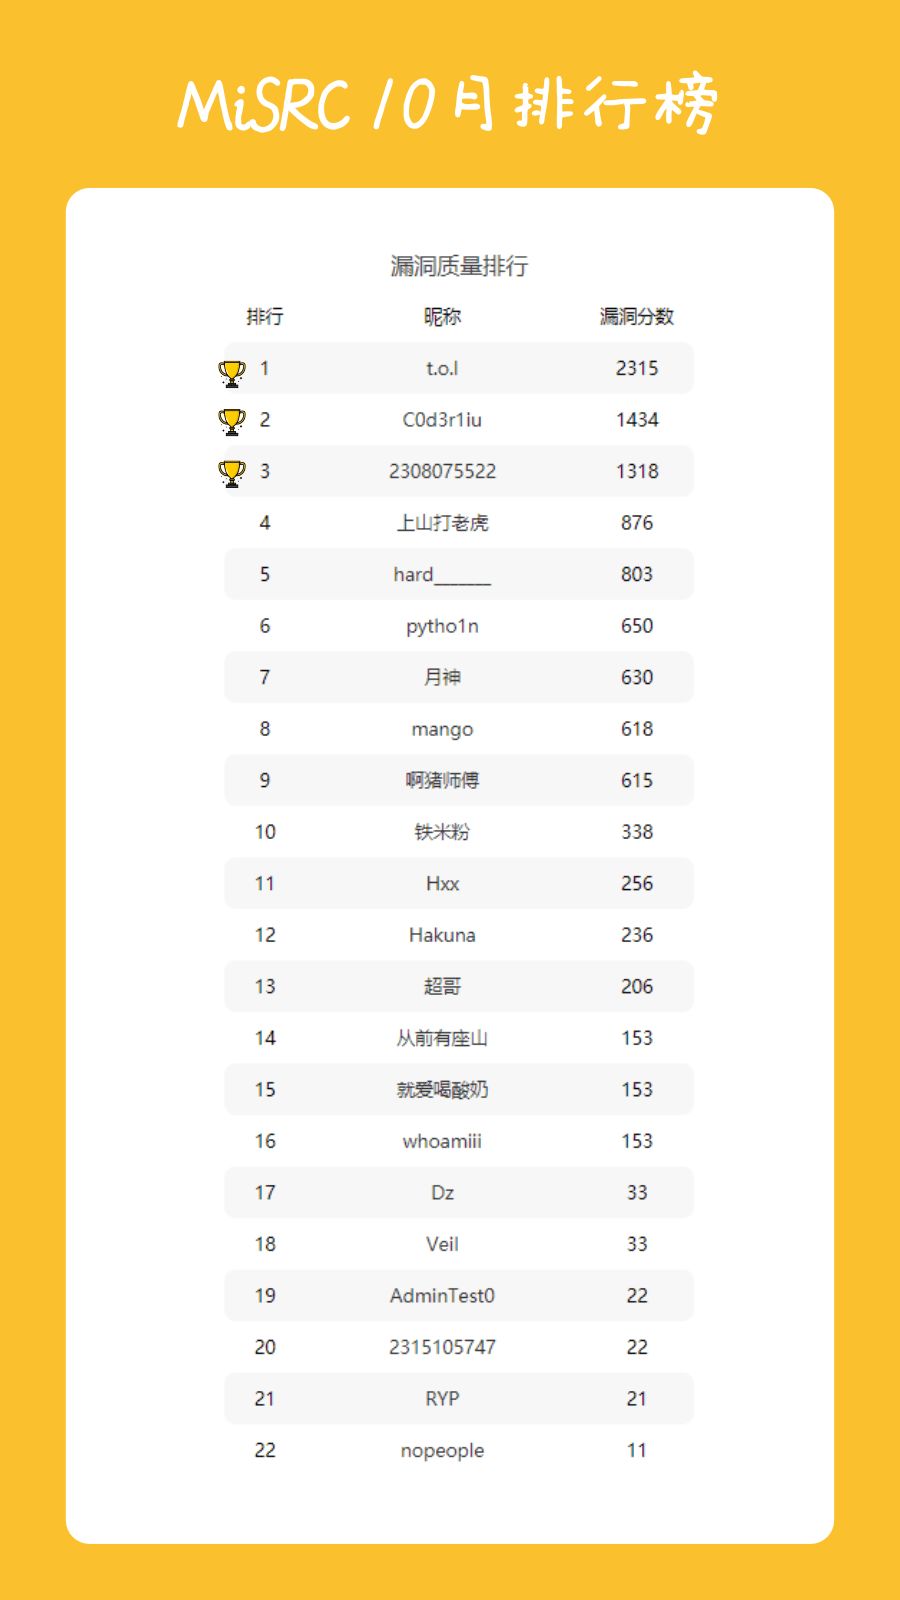 MiSRC 10月排行榜
漏洞质量排行
排行 昵称 漏洞分数
1 t.o.l 2315
2 C0d3r1iu 1434
3 2308075522 1318
4 上山打老虎 876
5 hard_______ 803
6 pytho1n 650
7 月神 630
8 mango 618
9 啊猪师傅 615
10 铁米粉 338
11 Hxx 256
12 Hakuna 236
13 超哥 206
14 从前有座山 153
15 就爱喝酸奶 153
16 whoamiii 153
17 Dz 33
18 Veil 33
19 AdminTest0 22
20 2315105747 22
21 RYP 21
22 nopeople 11